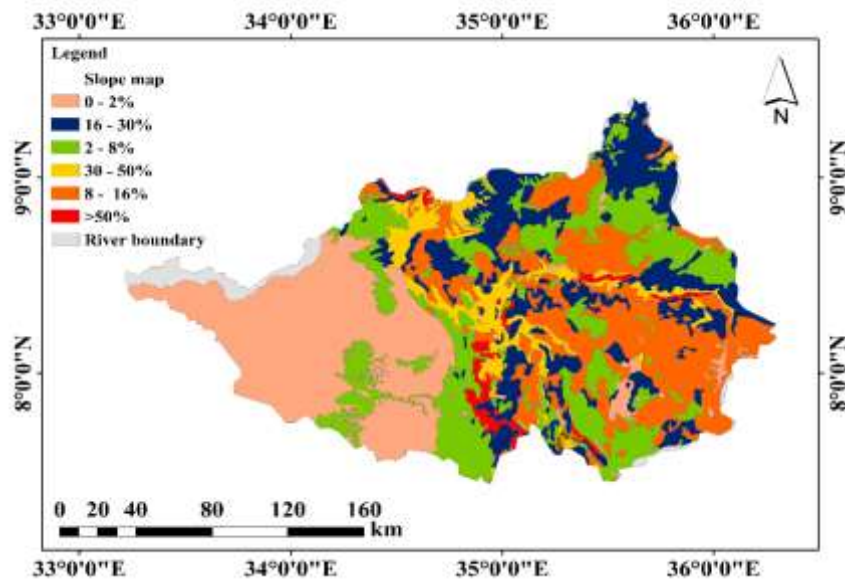 33°0'0"E 34°0'0"E 35°0'0"E 36°0'0"E
Legend
Slope map
0 - 2%
16 - 30%
2 - 8%
30 - 50%
8 - 16%
>50%
River boundary
N
9°0'0"N
9°0'0"N
8°0'0"N
8°0'0"N
0 20 40 80 120 160
km
33°0'0"E 34°0'0"E 35°0'0"E 36°0'0"E